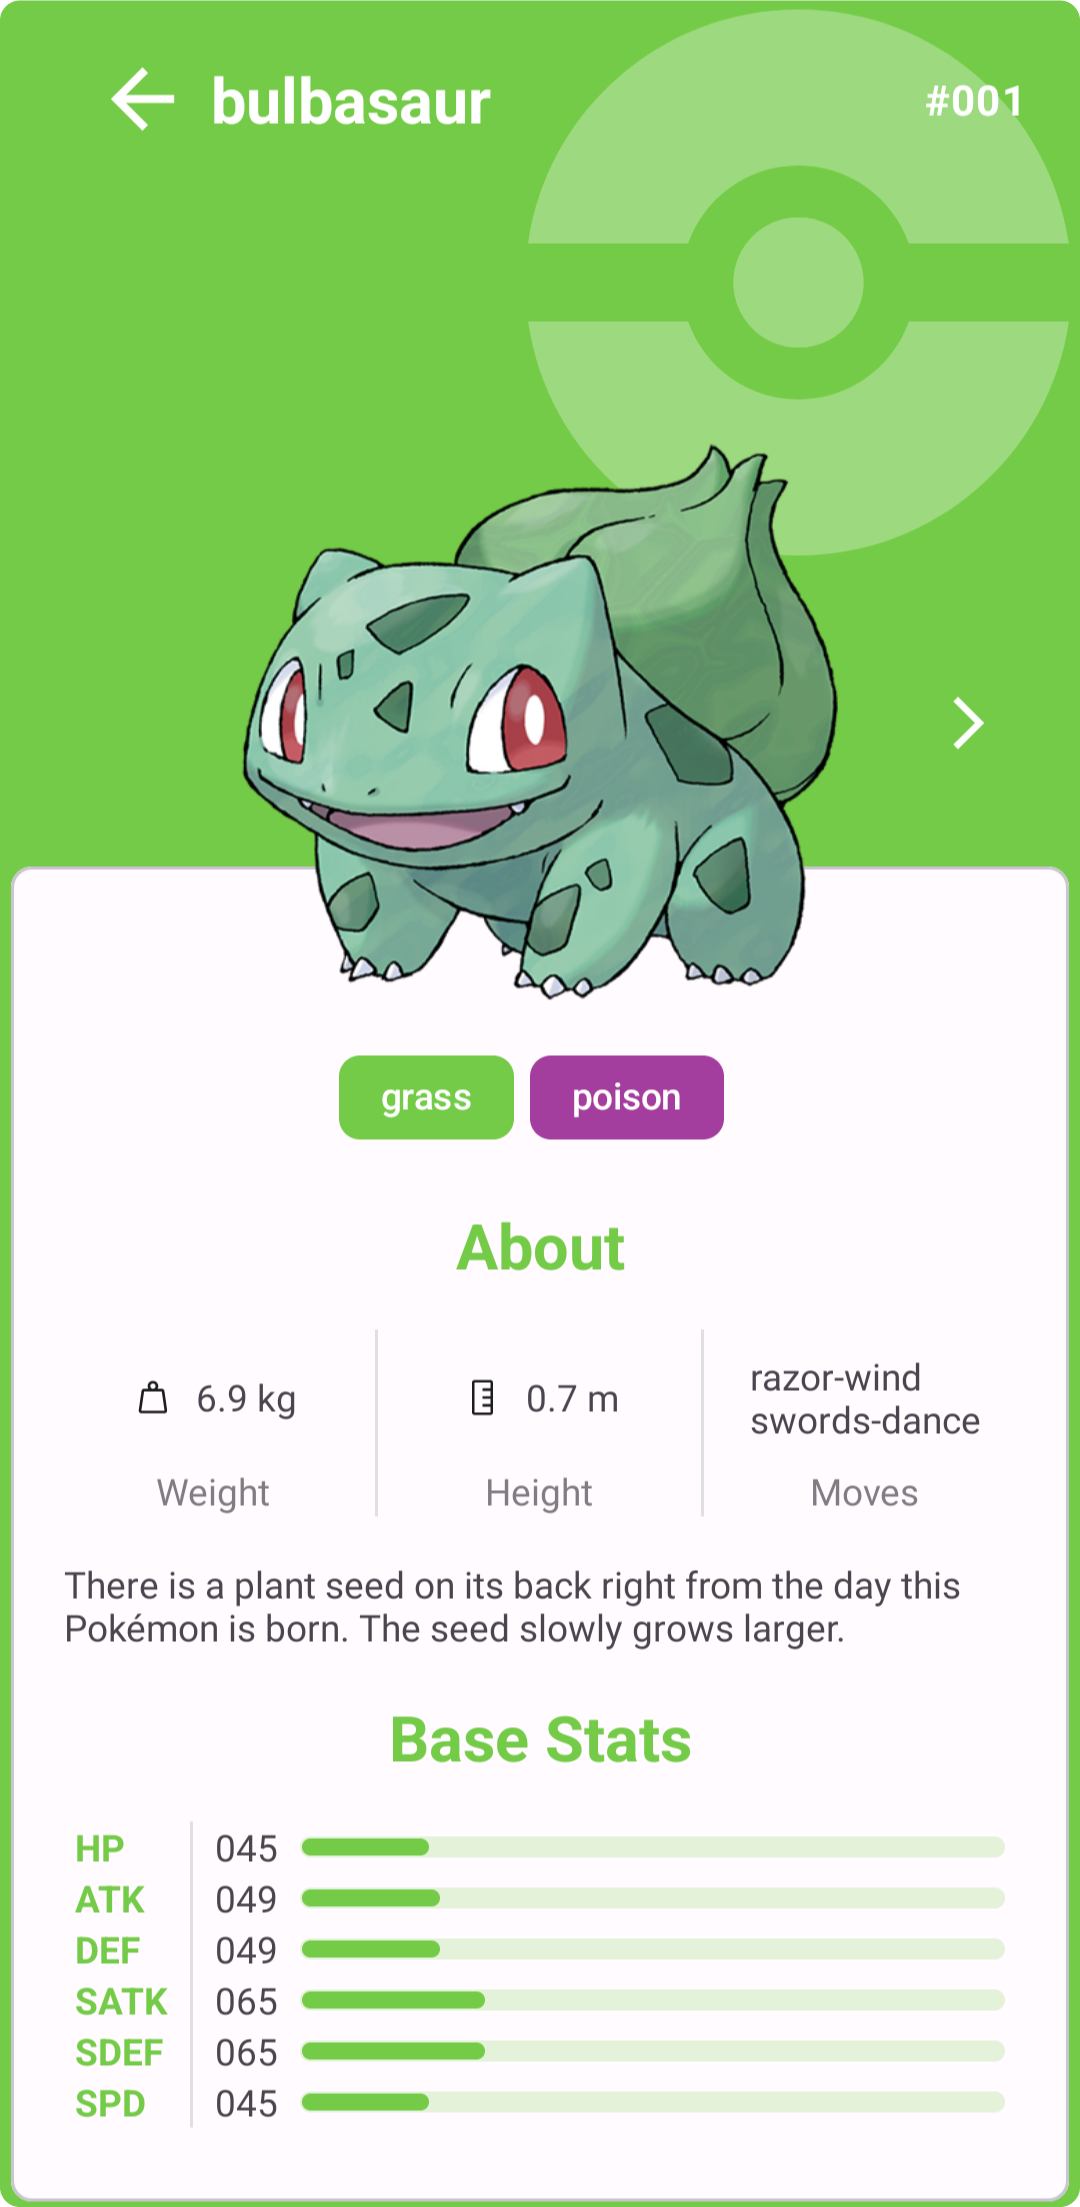 bulbasaur
#001
grass
poison
About
6.9 kg
Weight
0.7 m
Height
razor-wind
swords-dance
Moves
There is a plant seed on its back right from the day this
Pokémon is born. The seed slowly grows larger.
Base Stats
HP 045
ATK 049
DEF 049
SATK 065
SDEF 065
SPD 045